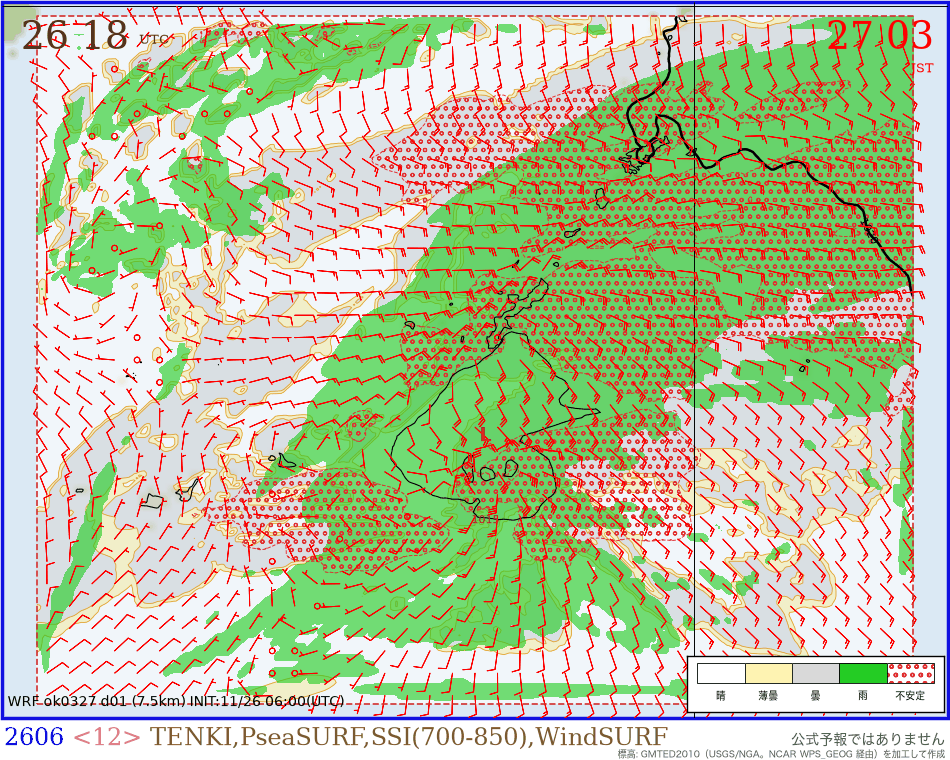 26 18 UTC
27 03
JST
1011
晴 薄曇 曇 雨 不安定
WRF ok0327 d01 (7.5km) INIT:11/26 06:00(UTC)
2606 <12> TENKI,PseaSURF,SSI(700-850),WindSURF
公式予報ではありません
標高: GMTED2010（USGS/NGA。NCAR WPS_GEOG 経由）を加工して作成